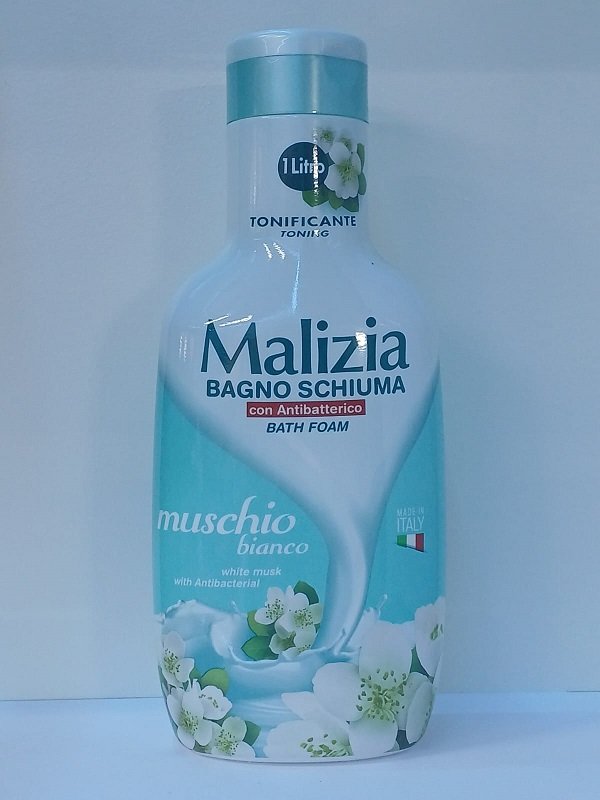 1 Litro
TONIFICANTE
TONING
Malizia
BAGNO SCHIUMA
con Antibatterico
BATH FOAM
muschio
bianco
white musk
with Antibacterial
MADE IN
ITALY